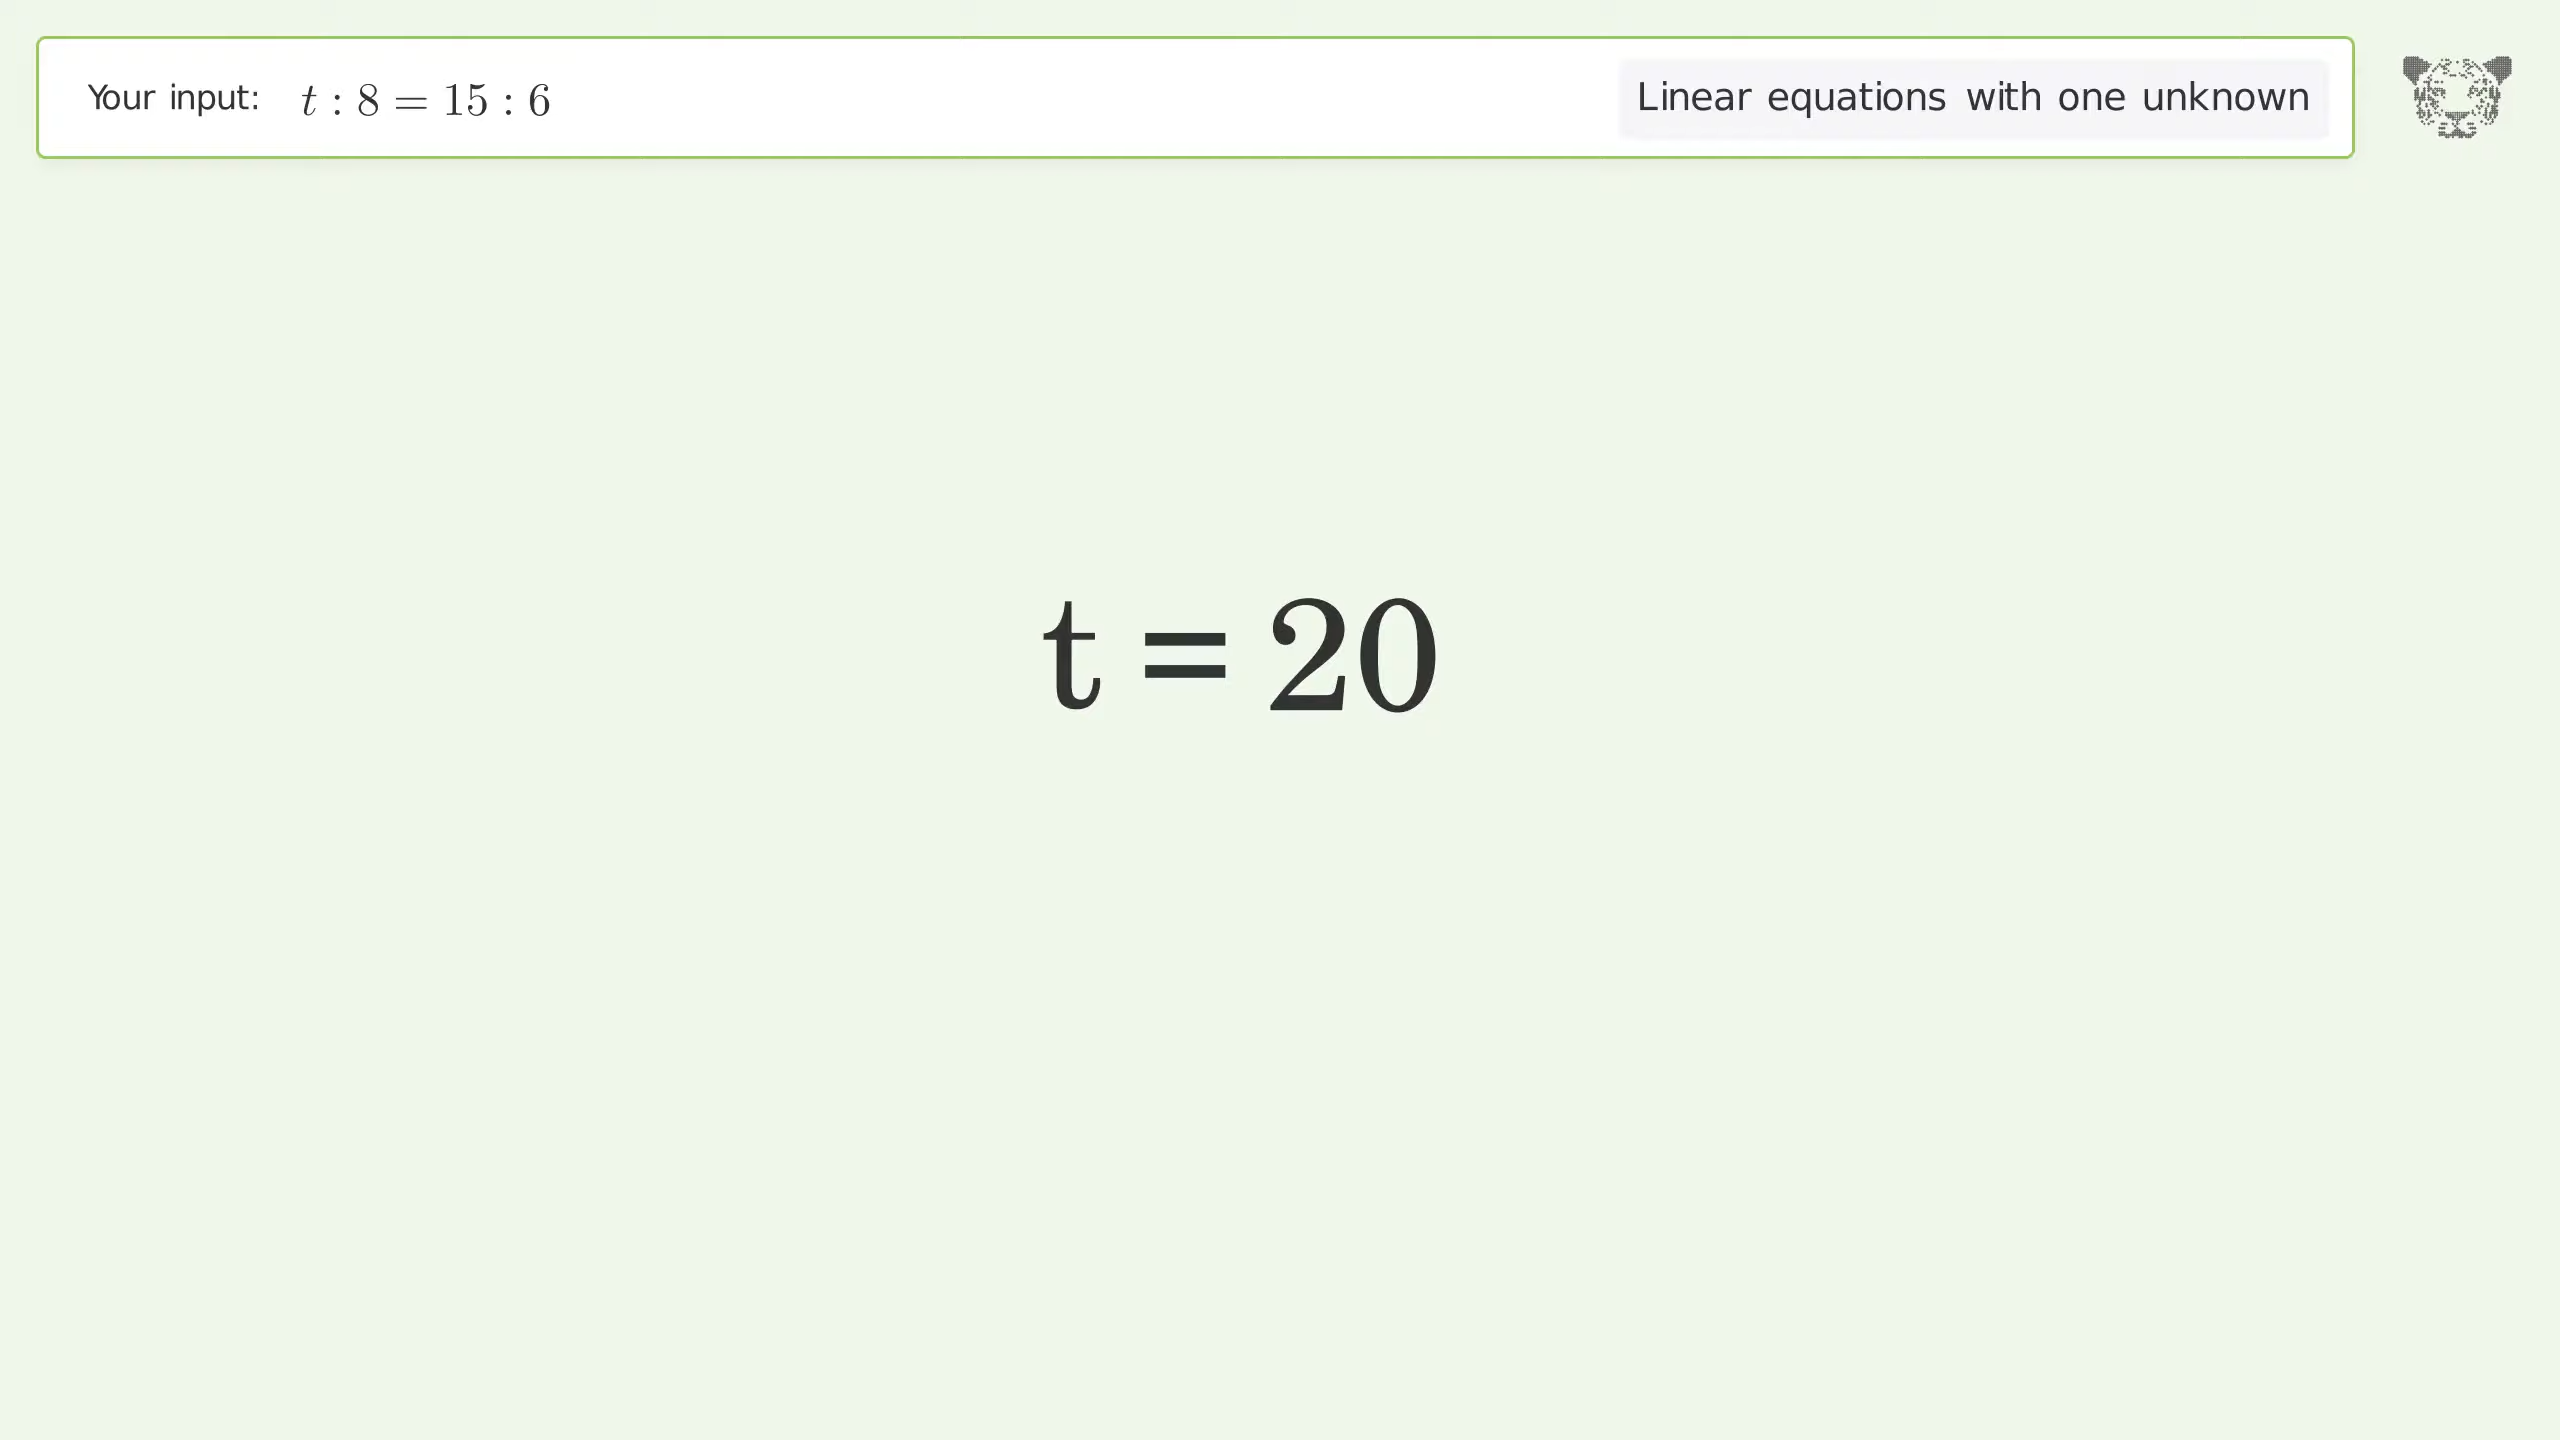 Your input: t : 8 = 15 : 6
Linear equations with one unknown
t = 20